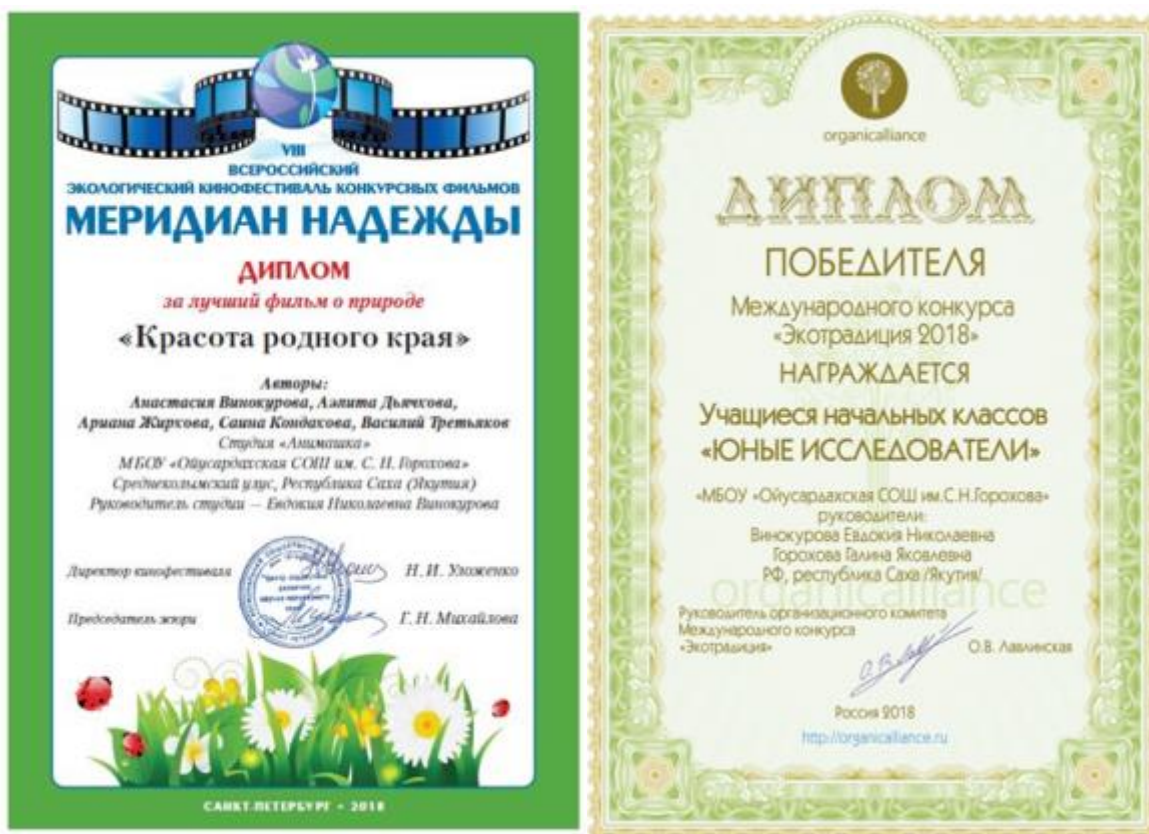 VIII
ВСЕРОССИЙСКИЙ
ЭКОЛОГИЧЕСКИЙ КИНОФЕСТИВАЛЬ КОНКУРСНЫХ ФИЛЬМОВ
МЕРИДИАН НАДЕЖДЫ
ДИПЛОМ
за лучший фильм о природе
«Красота родного края»
Авторы:
Анастасия Винокурова, Аэлита Дьячкова,
Ариана Жиркова, Саина Кондакова, Василий Третьяков
Студия «Анимашка»
МБОУ «Ойусардахская СОШ им. С. Н. Горохова»
Среднеколымский улус, Республика Саха (Якутия)
Руководитель студии — Евдокия Николаевна Винокурова
Директор кинофестиваля Н. И. Уложенко
Председатель жюри Г. Н. Михайлова
САНКТ-ПЕТЕРБУРГ • 2018
organicalliance
ДИПЛОМ
ПОБЕДИТЕЛЯ
Международного конкурса
«Экотрадиция 2018»
НАГРАЖДАЕТСЯ
Учащиеся начальных классов
«ЮНЫЕ ИССЛЕДОВАТЕЛИ»
«МБОУ «Ойусардахская СОШ им.С.Н.Горохова»
руководители:
Винокурова Евдокия Николаевна
Горохова Галина Яковлевна
РФ, республика Саха /Якутия/
organicalliance
Руководитель организационного комитета
Международного конкурса
«Экотрадиция» О.В. Лавлинская
Россия 2018
http://organicalliance.ru